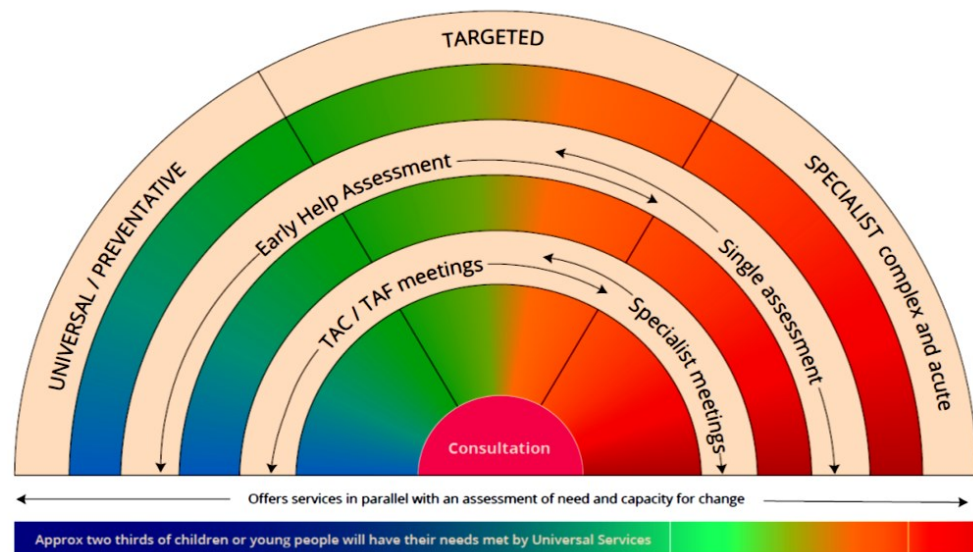 TARGETED
UNIVERSAL / PREVENTATIVE
SPECIALIST complex and acute
Early Help Assessment
Single assessment
TAC / TAF meetings
Specialist meetings
Consultation
Offers services in parallel with an assessment of need and capacity for change
Approx two thirds of children or young people will have their needs met by Universal Services